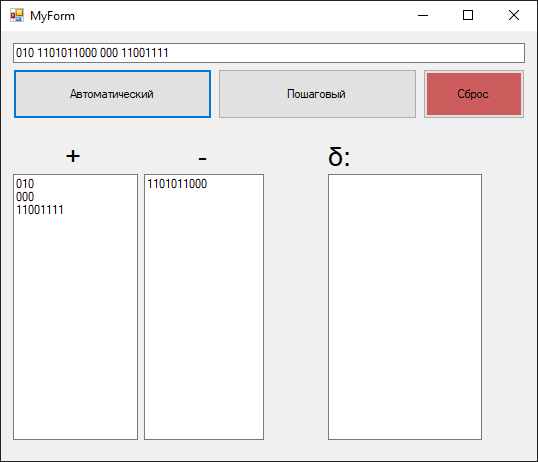 MyForm
010 1101011000 000 11001111
Автоматический Пошаговый Сброс
+ - δ:
010 1101011000
000
11001111